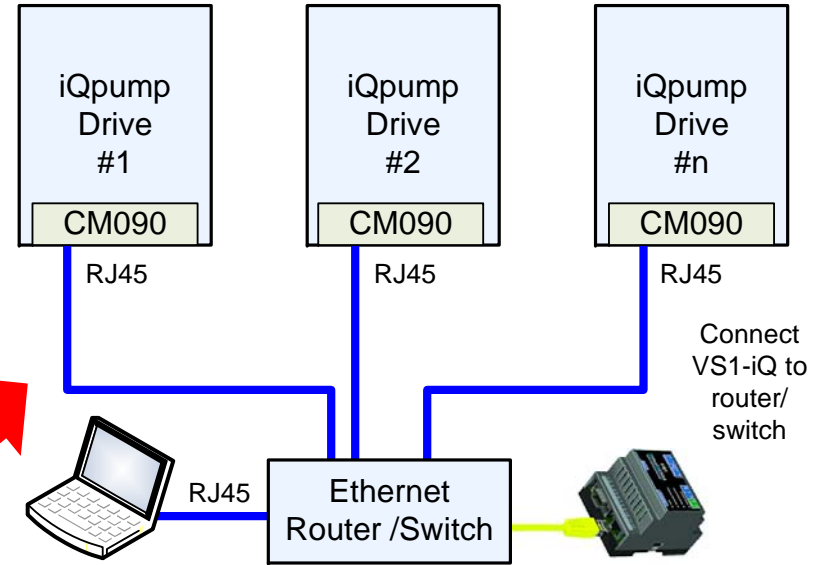 iQpump
Drive
#1
iQpump
Drive
#2
iQpump
Drive
#n
CM090
CM090
CM090
RJ45
RJ45
RJ45
Connect
VS1-iQ to
router/
switch
RJ45
Ethernet
Router /Switch